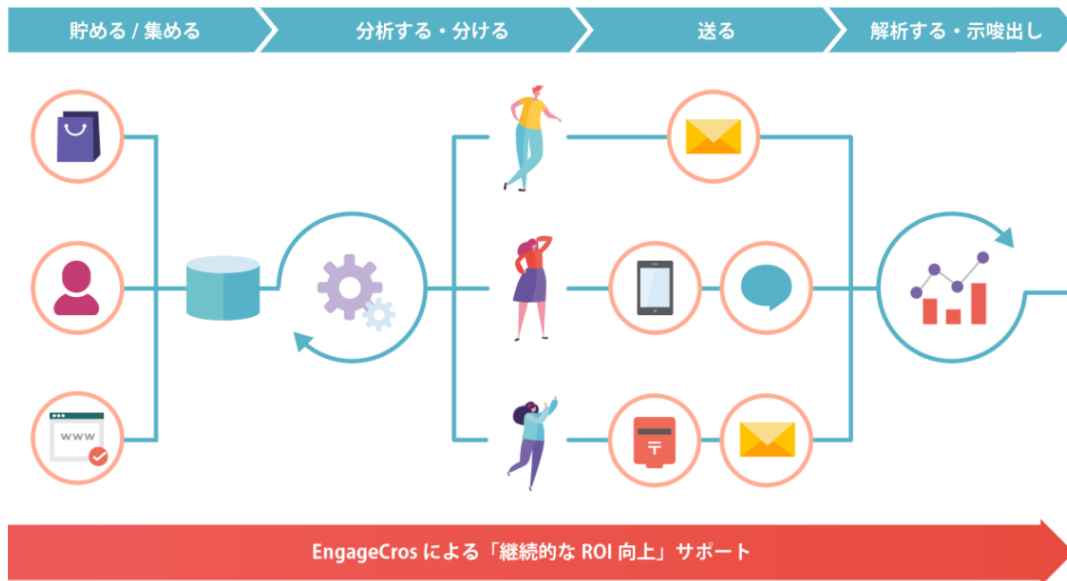 貯める / 集める
分析する・分ける
送る
解析する・示唆出し
www
〒
EngageCros による「継続的な ROI 向上」サポート